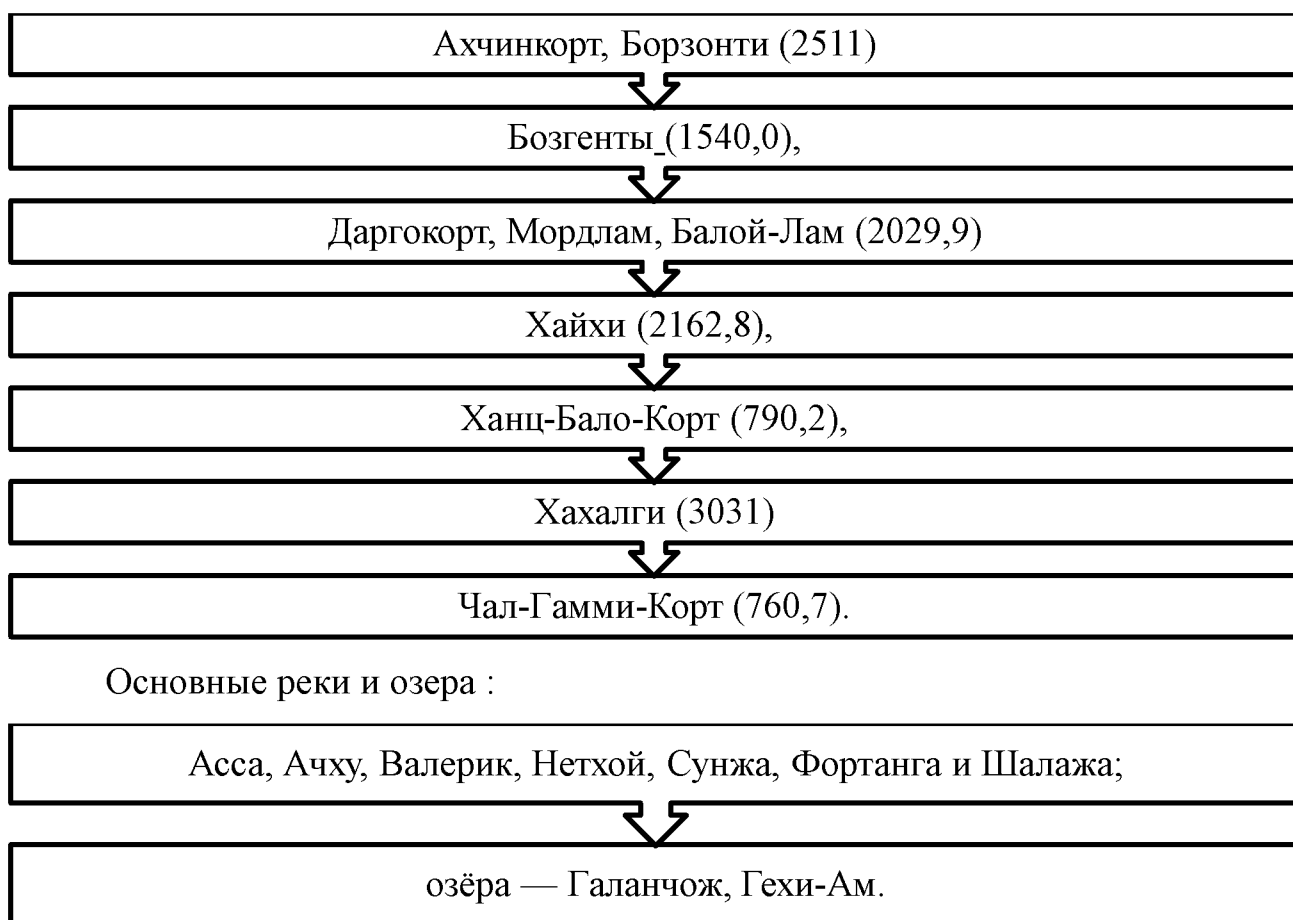 Ахчинкорт, Борзонти (2511)
Бозгенты_(1540,0),
Даргокорт, Мордлам, Балой-Лам (2029,9)
Хайхи (2162,8),
Ханц-Бало-Корт (790,2),
Хахалги (3031)
Чал-Гамми-Корт (760,7).
Основные реки и озера :
Асса, Ачху, Валерик, Нетхой, Сунжа, Фортанга и Шалажа;
озёра — Галанчож, Гехи-Ам.